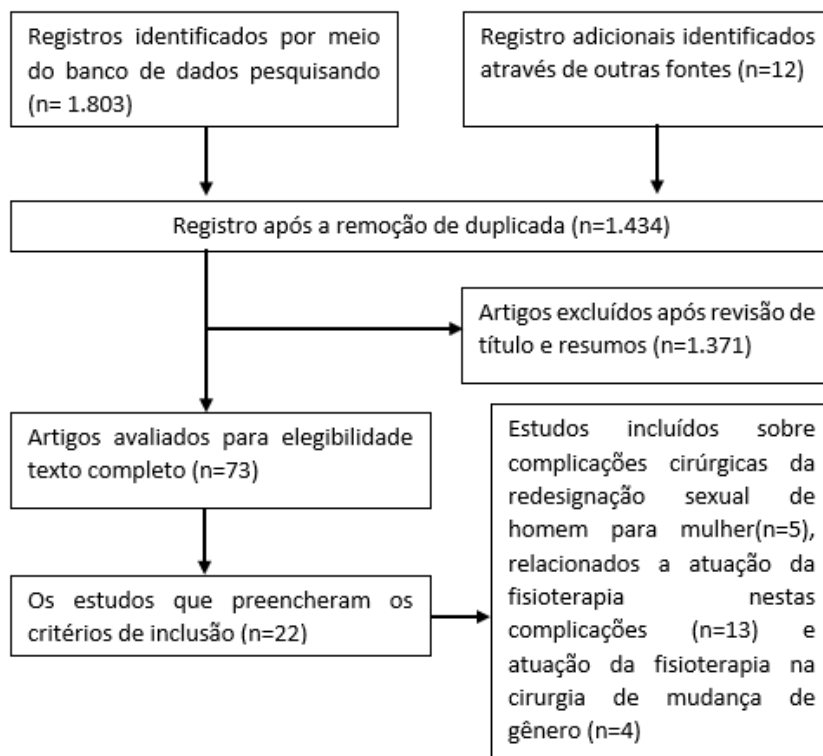 Registros identificados por meio
do banco de dados pesquisando
(n= 1.803)
Registro adicionais identificados
através de outras fontes (n=12)
Registro após a remoção de duplicada (n=1.434)
Artigos excluídos após revisão de
título e resumos (n=1.371)
Artigos avaliados para elegibilidade
texto completo (n=73)
Os estudos que preencheram os
critérios de inclusão (n=22)
Estudos incluídos sobre
complicações cirúrgicas da
redesignação sexual de
homem para mulher(n=5),
relacionados a atuação da
fisioterapia nestas
complicações (n=13) e
atuação da fisioterapia na
cirurgia de mudança de
gênero (n=4)